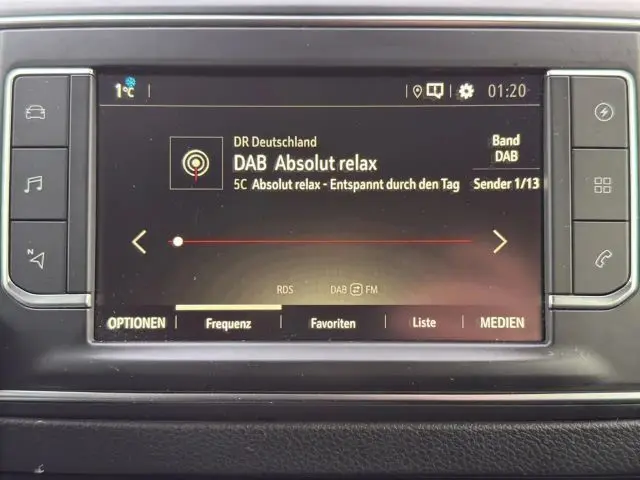 1°C
01:20
DR Deutschland
DAB Absolut relax
5C Absolut relax - Entspannt durch den Tag
Band
DAB
Sender 1/13
RDS
DAB FM
OPTIONEN
Frequenz
Favoriten
Liste
MEDIEN
N